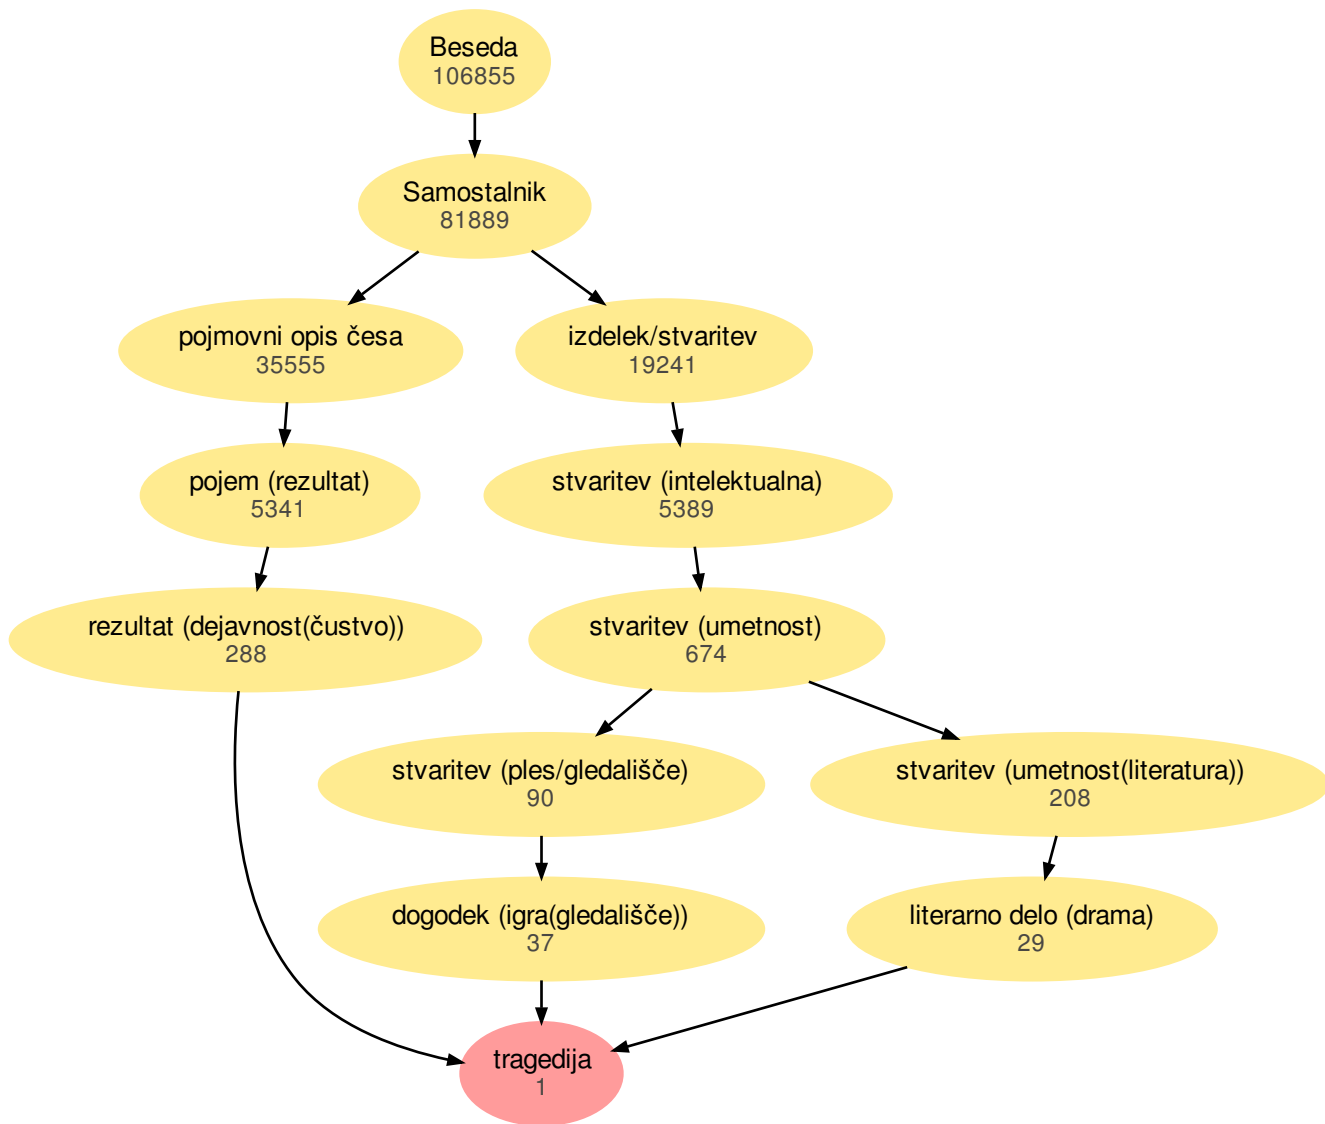 Beseda
106855
Samostalnik
81889
pojmovni opis česa
35555
izdelek/stvaritev
19241
pojem (rezultat)
5341
stvaritev (intelektualna)
5389
rezultat (dejavnost(čustvo))
288
stvaritev (umetnost)
674
stvaritev (ples/gledališče)
90
stvaritev (umetnost(literatura))
208
dogodek (igra(gledališče))
37
literarno delo (drama)
29
tragedija
1